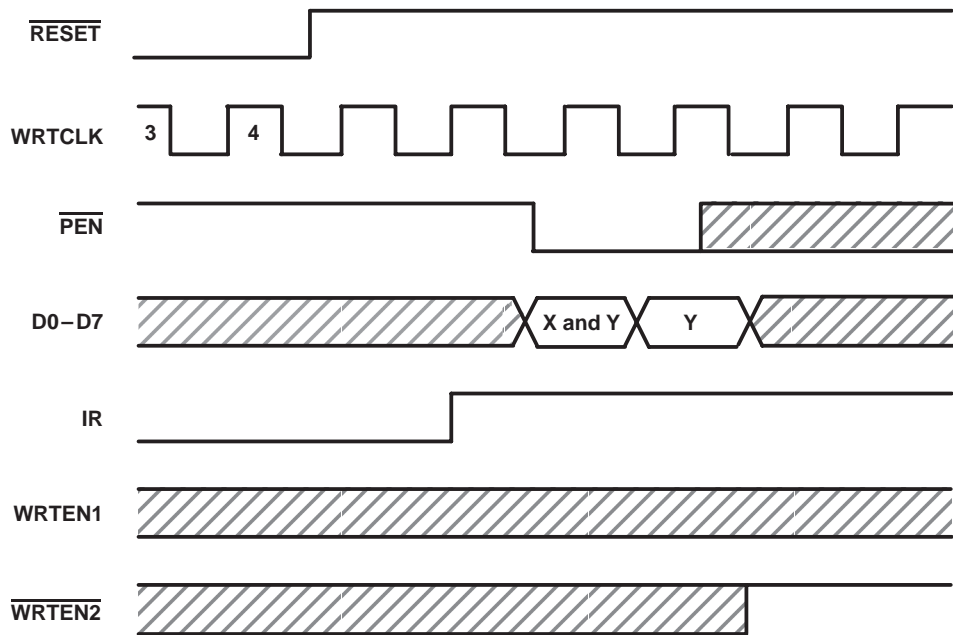 RESET
WRTCLK
3
4
PEN
D0–D7
X and Y
Y
IR
WRTEN1
WRTEN2